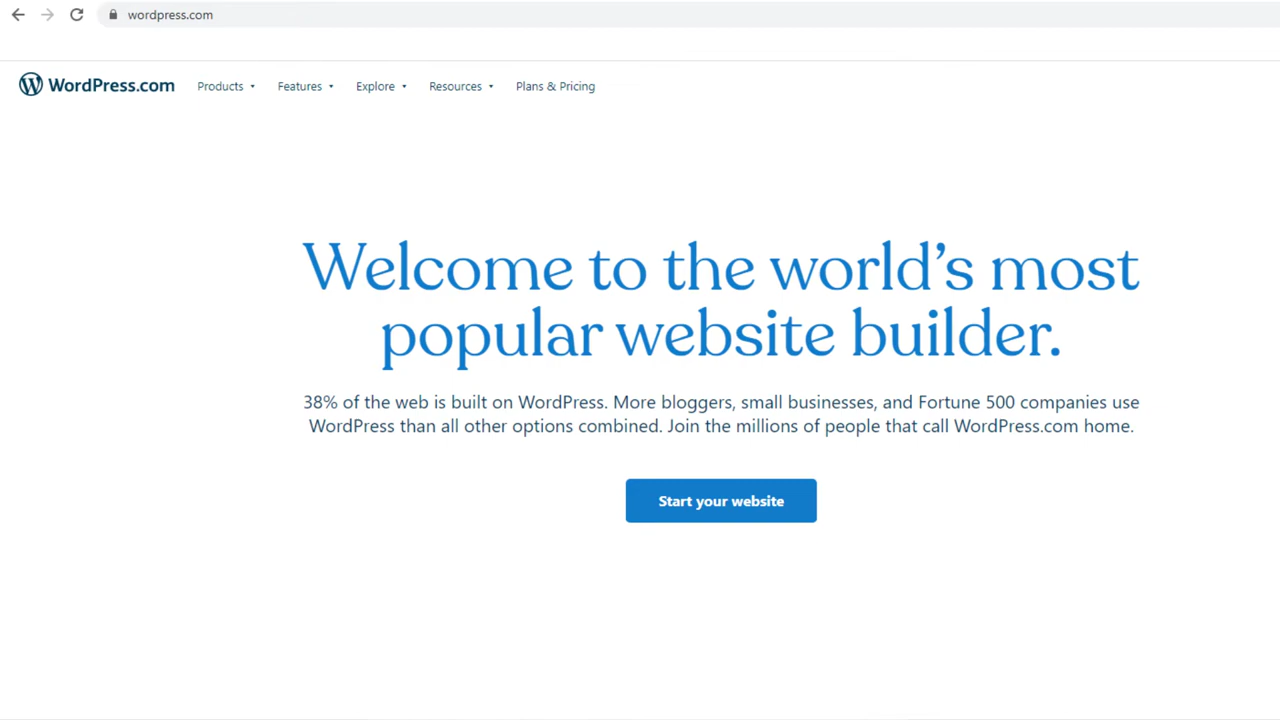 wordpress.com
WordPress.com Products Features Explore Resources Plans & Pricing
Welcome to the world’s most
popular website builder.
38% of the web is built on WordPress. More bloggers, small businesses, and Fortune 500 companies use
WordPress than all other options combined. Join the millions of people that call WordPress.com home.
Start your website